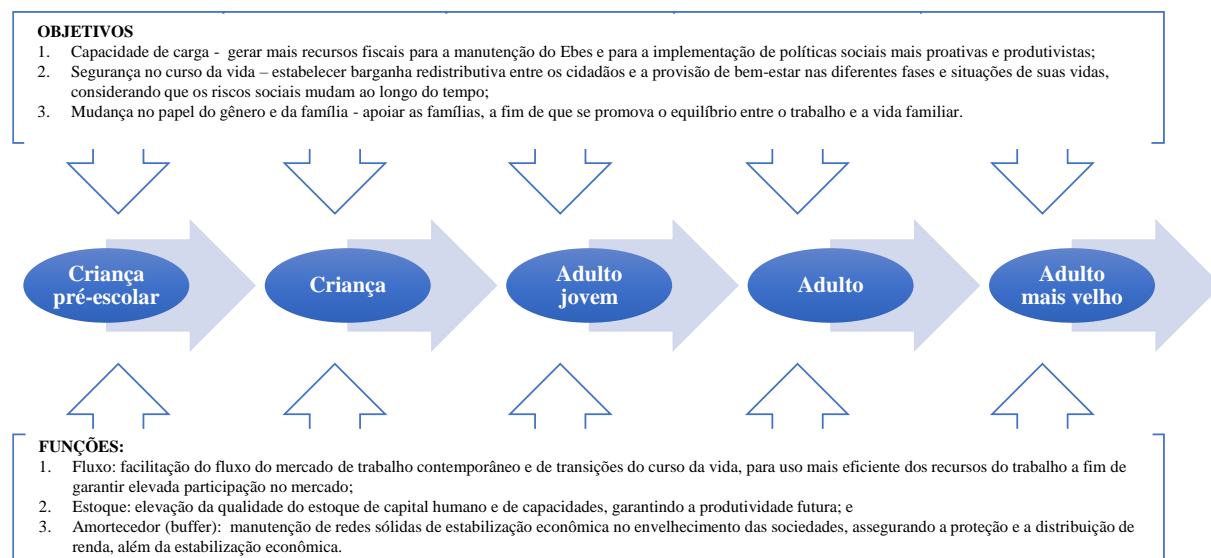 OBJETIVOS
1. Capacidade de carga - gerar mais recursos fiscais para a manutenção do Ebes e para a implementação de políticas sociais mais proativas e produtivistas;
2. Segurança no curso da vida – estabelecer barganha redistributiva entre os cidadãos e a provisão de bem-estar nas diferentes fases e situações de suas vidas,
considerando que os riscos sociais mudam ao longo do tempo;
3. Mudança no papel do gênero e da família - apoiar as famílias, a fim de que se promova o equilíbrio entre o trabalho e a vida familiar.
Criança
pré-escolar
Criança
Adulto
jovem
Adulto
Adulto
mais velho
FUNÇÕES:
1. Fluxo: facilitação do fluxo do mercado de trabalho contemporâneo e de transições do curso da vida, para uso mais eficiente dos recursos do trabalho a fim de
garantir elevada participação no mercado;
2. Estoque: elevação da qualidade do estoque de capital humano e de capacidades, garantindo a produtividade futura; e
3. Amortecedor (buffer): manutenção de redes sólidas de estabilização econômica no envelhecimento das sociedades, assegurando a proteção e a distribuição de
renda, além da estabilização econômica.